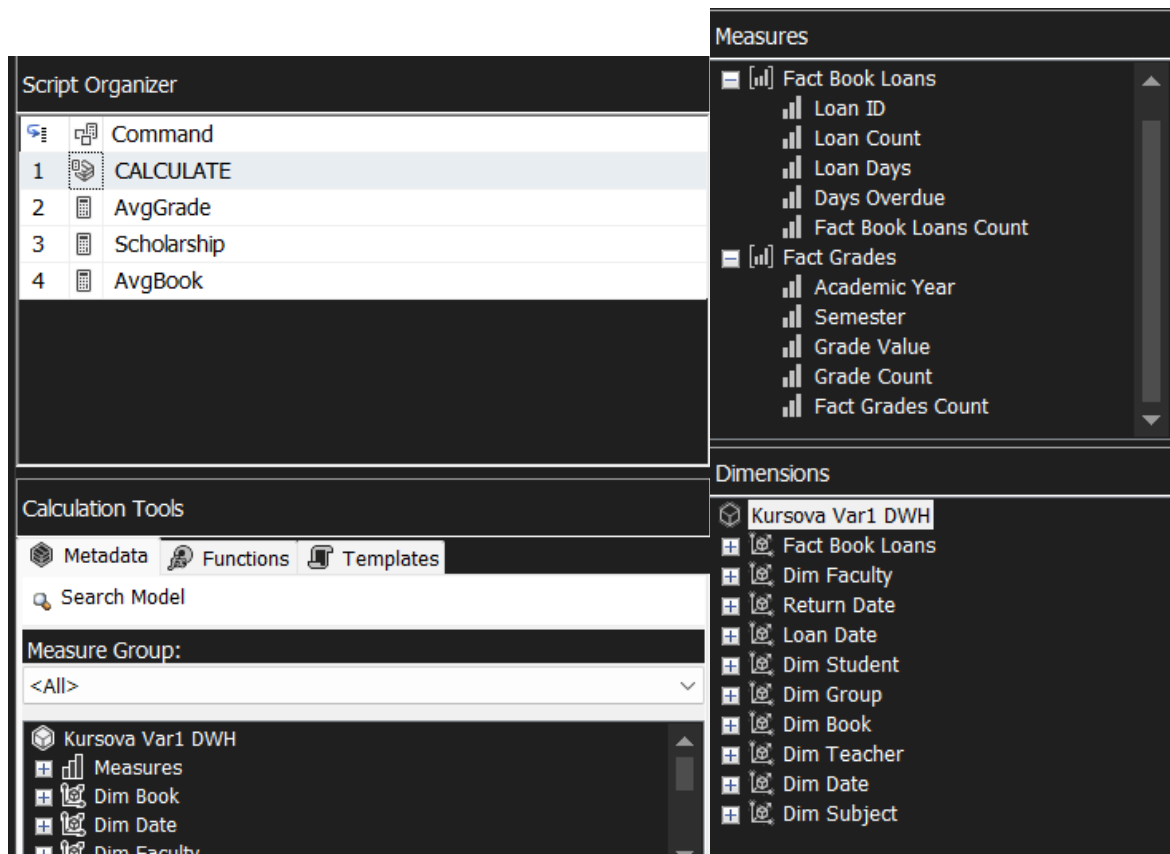 Script Organizer
Command
1 CALCULATE
2 AvgGrade
3 Scholarship
4 AvgBook
Calculation Tools
Metadata Functions Templates
Search Model
Measure Group:
<All>
Kursova Var1 DWH
Measures
Dim Book
Dim Date
Dim Faculty
Measures
Fact Book Loans
Loan ID
Loan Count
Loan Days
Days Overdue
Fact Book Loans Count
Fact Grades
Academic Year
Semester
Grade Value
Grade Count
Fact Grades Count
Dimensions
Kursova Var1 DWH
Fact Book Loans
Dim Faculty
Return Date
Loan Date
Dim Student
Dim Group
Dim Book
Dim Teacher
Dim Date
Dim Subject